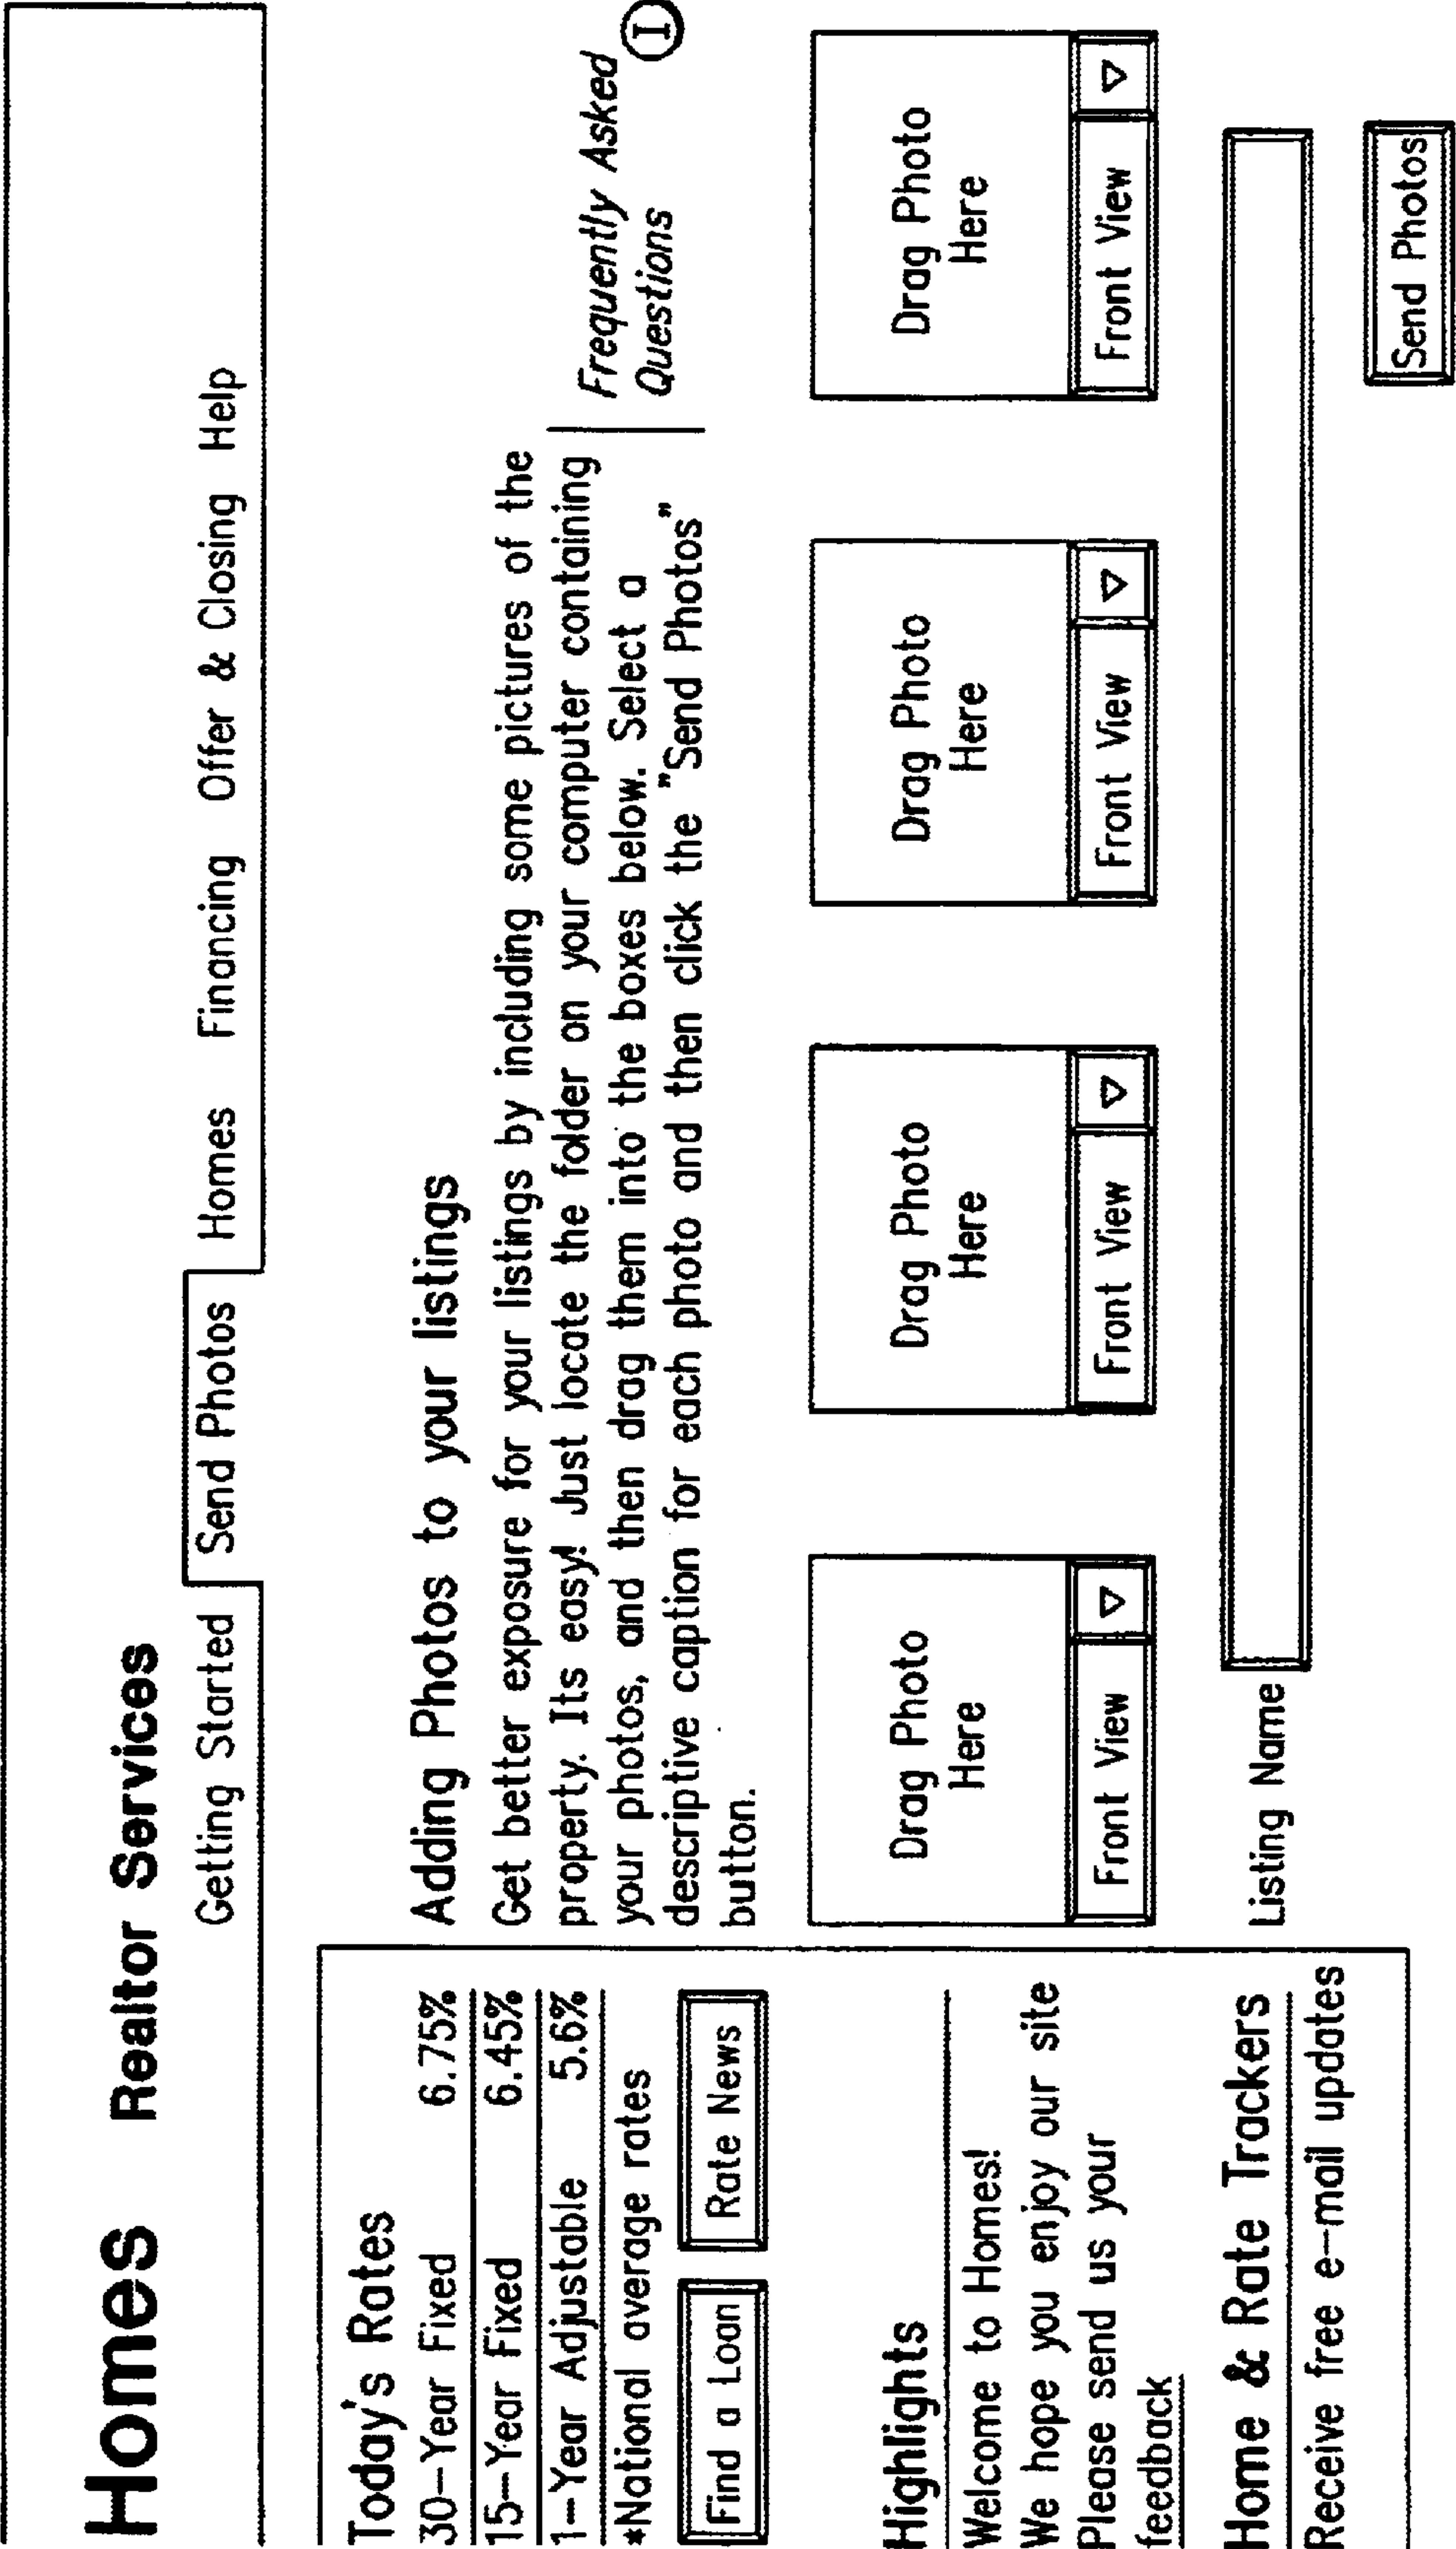 Homes Realtor Services
Getting Started Send Photos Homes Financing Offer & Closing Help
Today's Rates
30-Year Fixed 6.75%
15-Year Fixed 6.45%
1-Year Adjustable 5.6%
*National average rates
Find a Loan Rate News
Highlights
Welcome to Homes!
We hope you enjoy our site
Please send us your
feedback
Home & Rate Trackers
Receive free e-mail updates
Adding Photos to your listings
Get better exposure for your listings by including some pictures of the
property. Its easy! Just locate the folder on your computer containing
your photos, and then drag them into the boxes below. Select a
descriptive caption for each photo and then click the "Send Photos"
button.
Frequently Asked
Questions
I
Drag Photo
Here
Front View
Drag Photo
Here
Front View
Drag Photo
Here
Front View
Drag Photo
Here
Front View
Listing Name
Send Photos